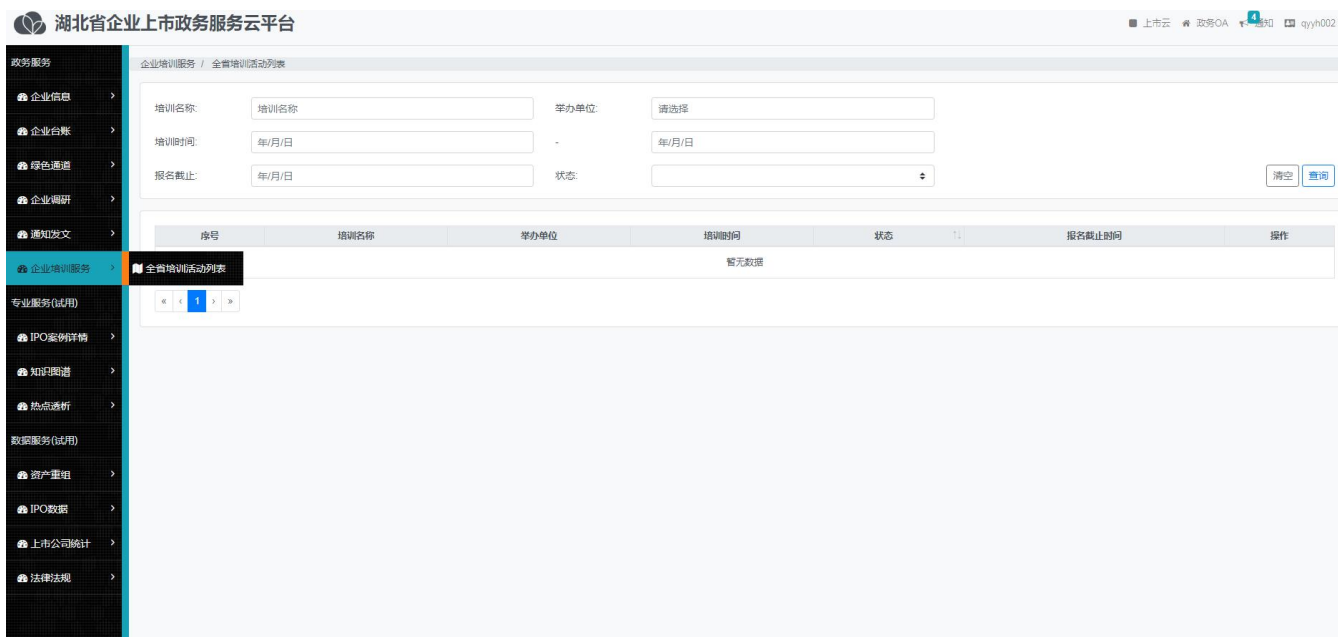 湖北省企业上市政务服务云平台
上市云 政务OA 通知 4 qyyh002
政务服务
企业培训服务 / 全省培训活动列表
企业信息
培训名称: 培训名称 举办单位: 请选择
企业台账
培训时间: 年/月/日 - 年/月/日
绿色通道
报名截止: 年/月/日 状态: 清空 查询
企业调研
通知发文
序号 培训名称 举办单位 培训时间 状态 报名截止时间 操作
企业培训服务 全省培训活动列表
暂无数据
专业服务(试用)
« ‹ 1 › »
IPO案例详情
知识图谱
热点透析
数据服务(试用)
资产重组
IPO数据
上市公司统计
法律法规